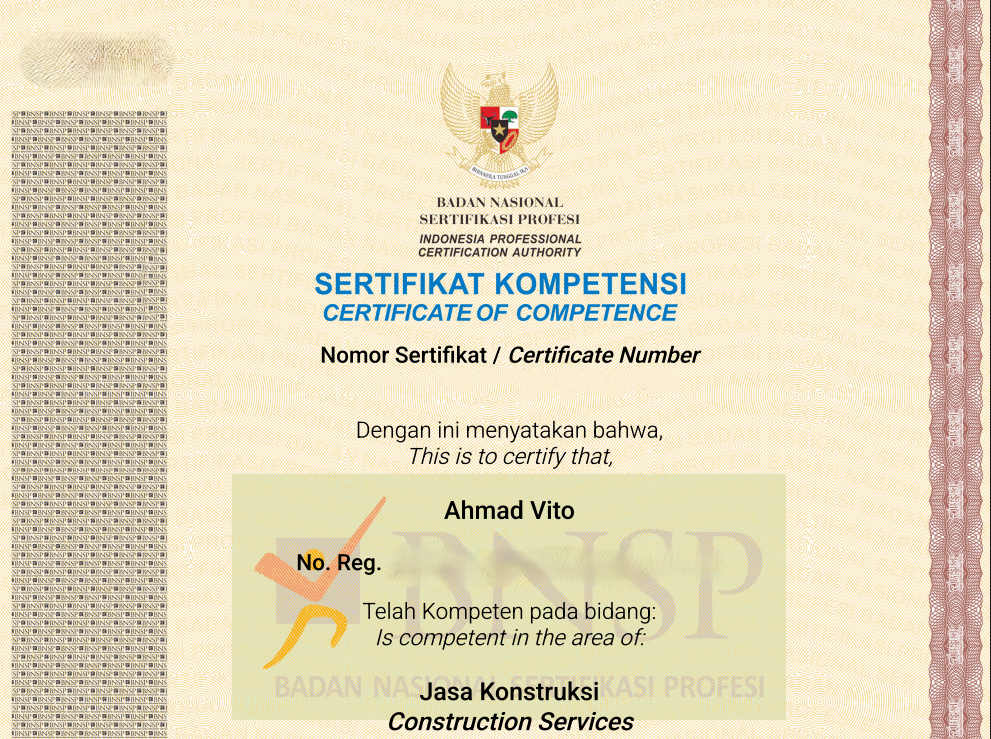 BHINNEKA TUNGGAL IKA
BADAN NASIONAL
SERTIFIKASI PROFESI
INDONESIA PROFESSIONAL
CERTIFICATION AUTHORITY
SERTIFIKAT KOMPETENSI
CERTIFICATE OF COMPETENCE
Nomor Sertifikat / Certificate Number
Dengan ini menyatakan bahwa,
This is to certify that,
Ahmad Vito
BNSP
No. Reg.
Telah Kompeten pada bidang:
Is competent in the area of:
BADAN NASIONAL SERTIFIKASI PROFESI
Jasa Konstruksi
Construction Services